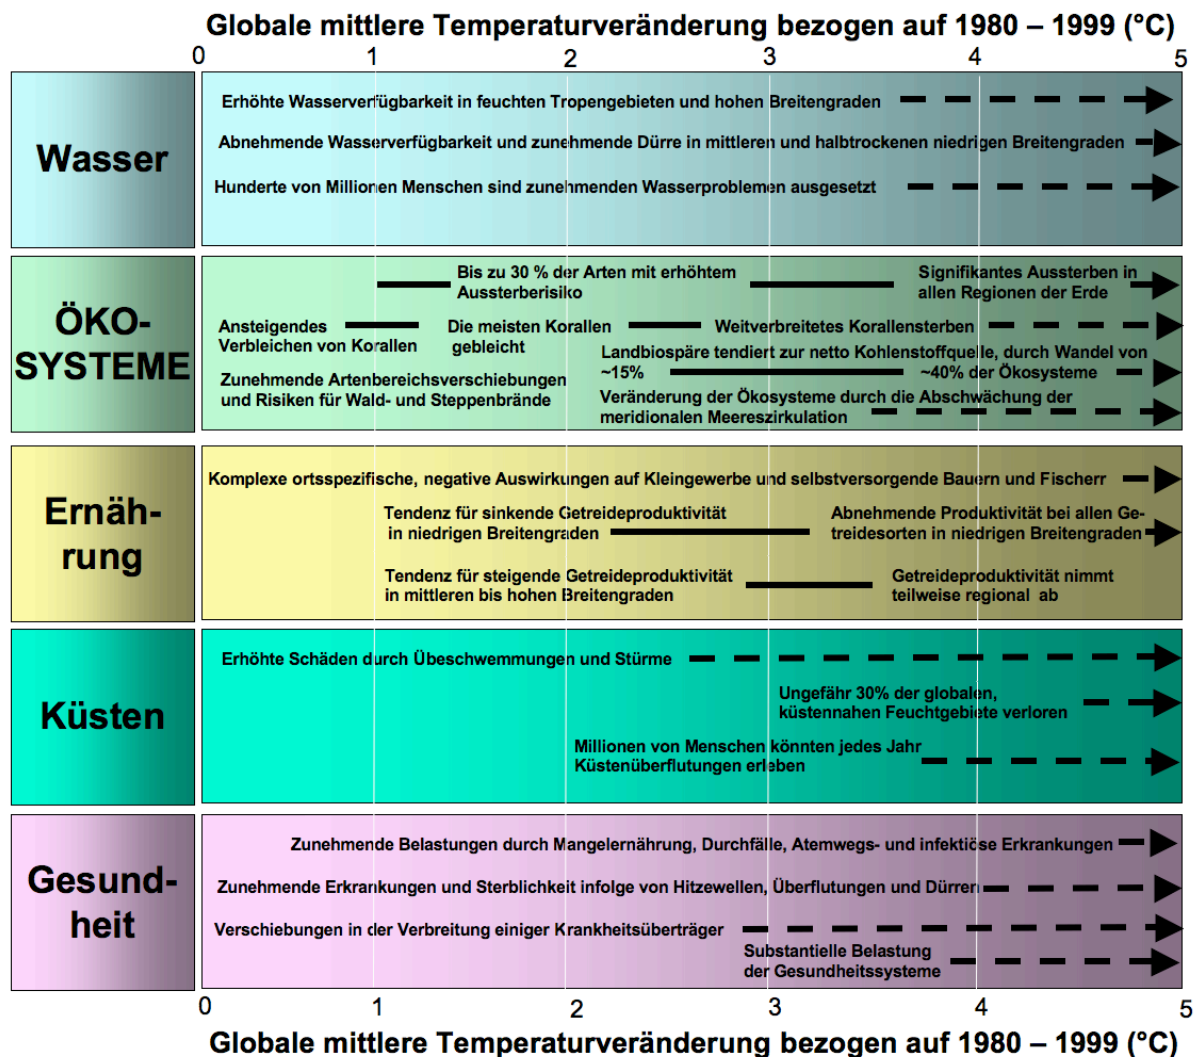 Globale mittlere Temperaturveränderung bezogen auf 1980 – 1999 (°C)
0 1 2 3 4 5
Wasser
Erhöhte Wasserverfügbarkeit in feuchten Tropengebieten und hohen Breitengraden
Abnehmende Wasserverfügbarkeit und zunehmende Dürre in mittleren und halbtrockenen niedrigen Breitengraden
Hunderte von Millionen Menschen sind zunehmenden Wasserproblemen ausgesetzt
ÖKO-
SYSTEME
Bis zu 30 % der Arten mit erhöhtem
Aussterberisiko
Signifikantes Aussterben in
allen Regionen der Erde
Ansteigendes
Verbleichen von Korallen
Die meisten Korallen
gebleicht
Weitverbreitetes Korallensterben
Landbiospäre tendiert zur netto Kohlenstoffquelle, durch Wandel von
~15% ~40% der Ökosysteme
Zunehmende Artenbereichsverschiebungen
und Risiken für Wald- und Steppenbrände
Veränderung der Ökosysteme durch die Abschwächung der
meridionalen Meereszirkulation
Ernäh-
rung
Komplexe ortsspezifische, negative Auswirkungen auf Kleingewerbe und selbstversorgende Bauern und Fischerr
Tendenz für sinkende Getreideproduktivität
in niedrigen Breitengraden
Abnehmende Produktivität bei allen Ge-
treidesorten in niedrigen Breitengraden
Tendenz für steigende Getreideproduktivität
in mittleren bis hohen Breitengraden
Getreideproduktivität nimmt
teilweise regional ab
Küsten
Erhöhte Schäden durch Übeschwemmungen und Stürme
Ungefähr 30% der globalen,
küstennahen Feuchtgebiete verloren
Millionen von Menschen könnten jedes Jahr
Küstenüberflutungen erleben
Gesund-
heit
Zunehmende Belastungen durch Mangelernährung, Durchfälle, Atemwegs- und infektiöse Erkrankungen
Zunehmende Erkrankungen und Sterblichkeit infolge von Hitzewellen, Überflutungen und Dürren
Verschiebungen in der Verbreitung einiger Krankheitsüberträger
Substantielle Belastung
der Gesundheitssysteme
0 1 2 3 4 5
Globale mittlere Temperaturveränderung bezogen auf 1980 – 1999 (°C)